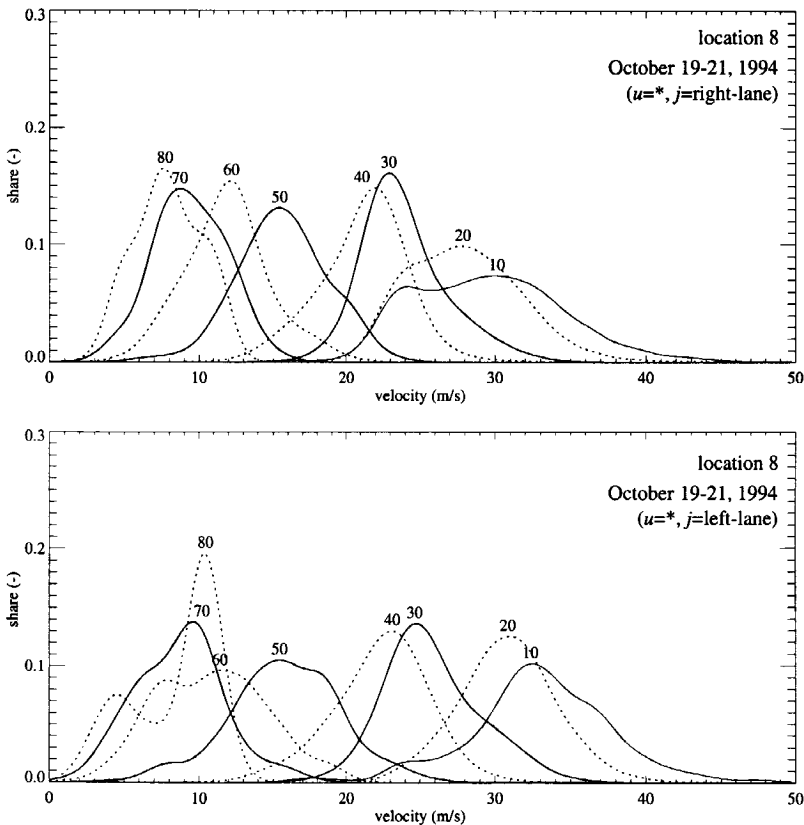 0.3
location 8
October 19-21, 1994
(u=*, j=right-lane)
0.2
share (-)
80
70
60
50
40
30
20
10
0.1
0.0
0 10 20 30 40 50
velocity (m/s)
0.3
location 8
October 19-21, 1994
(u=*, j=left-lane)
0.2
share (-)
80
70
60
50
40
30
20
10
0.1
0.0
0 10 20 30 40 50
velocity (m/s)